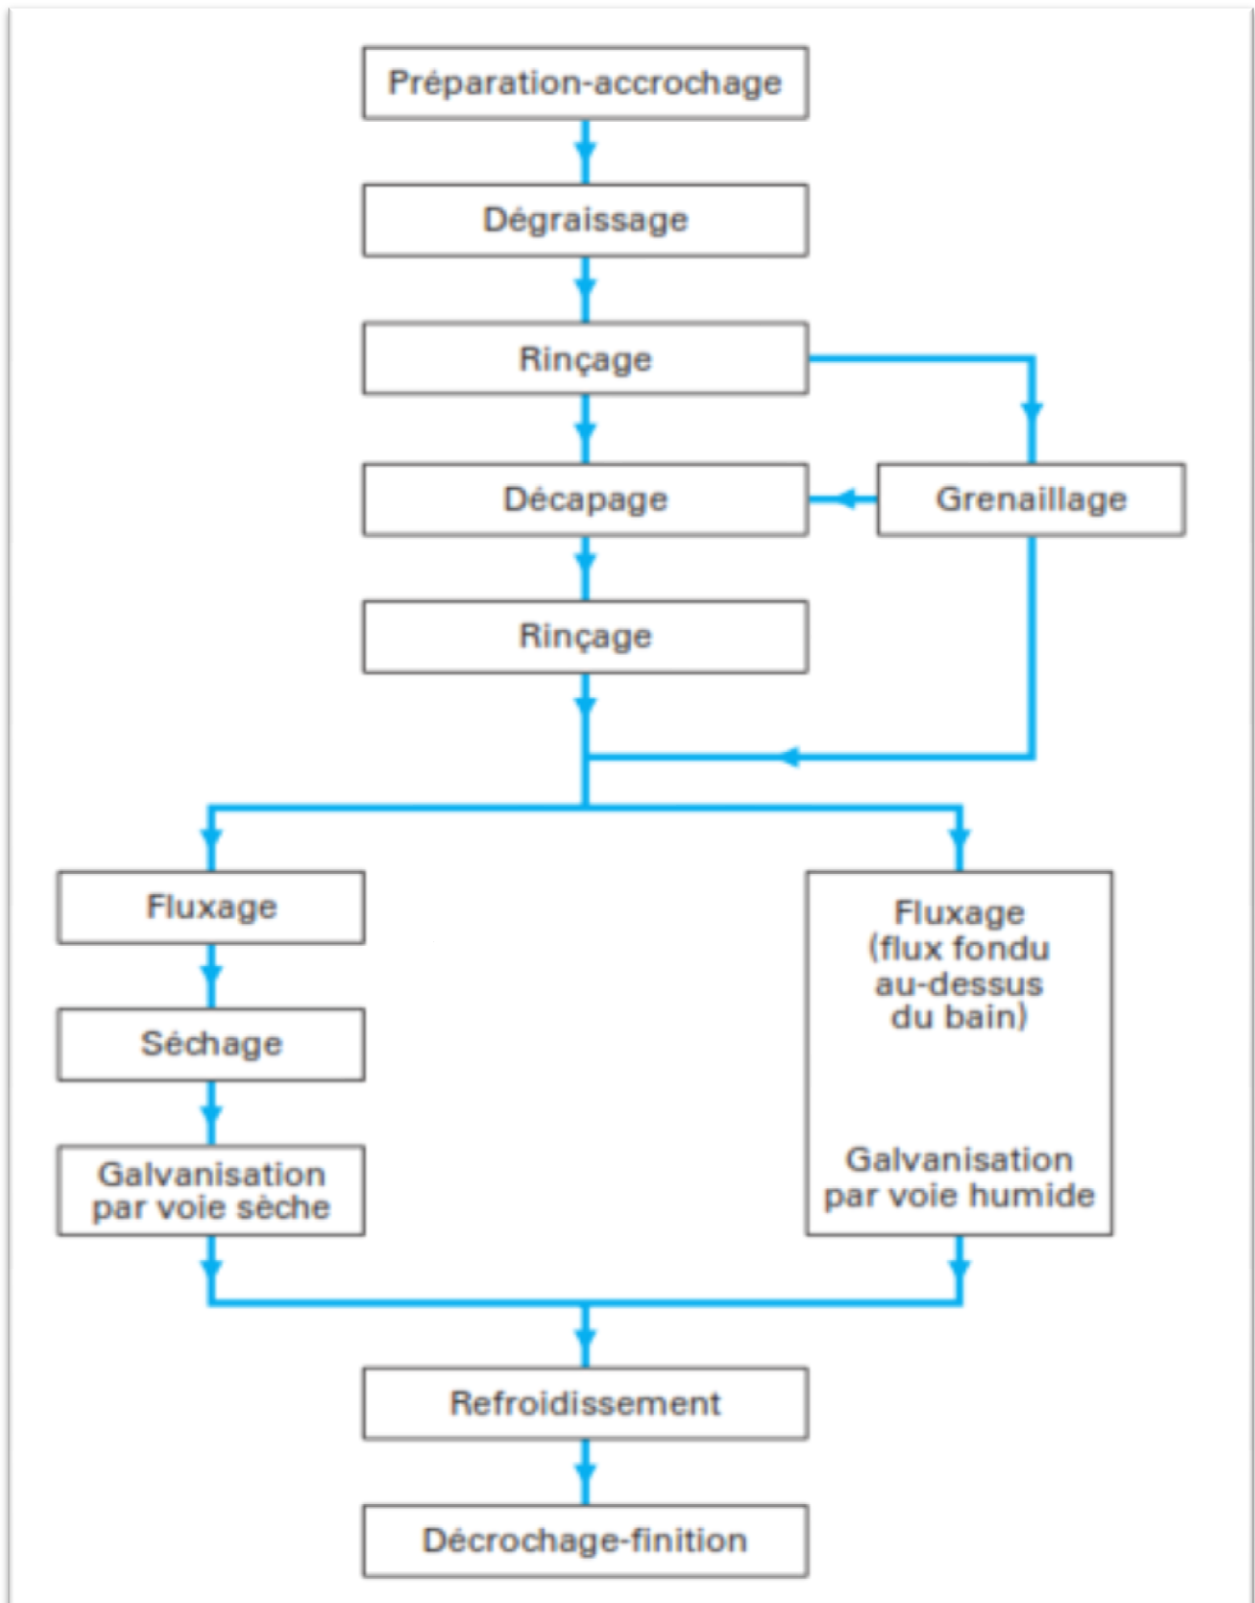 Préparation-accrochage
Dégraissage
Rinçage
Décapage
Grenaillage
Rinçage
Fluxage
Séchage
Galvanisation
par voie sèche
Fluxage
(flux fondu
au-dessus
du bain)
Galvanisation
par voie humide
Refroidissement
Décrochage-finition